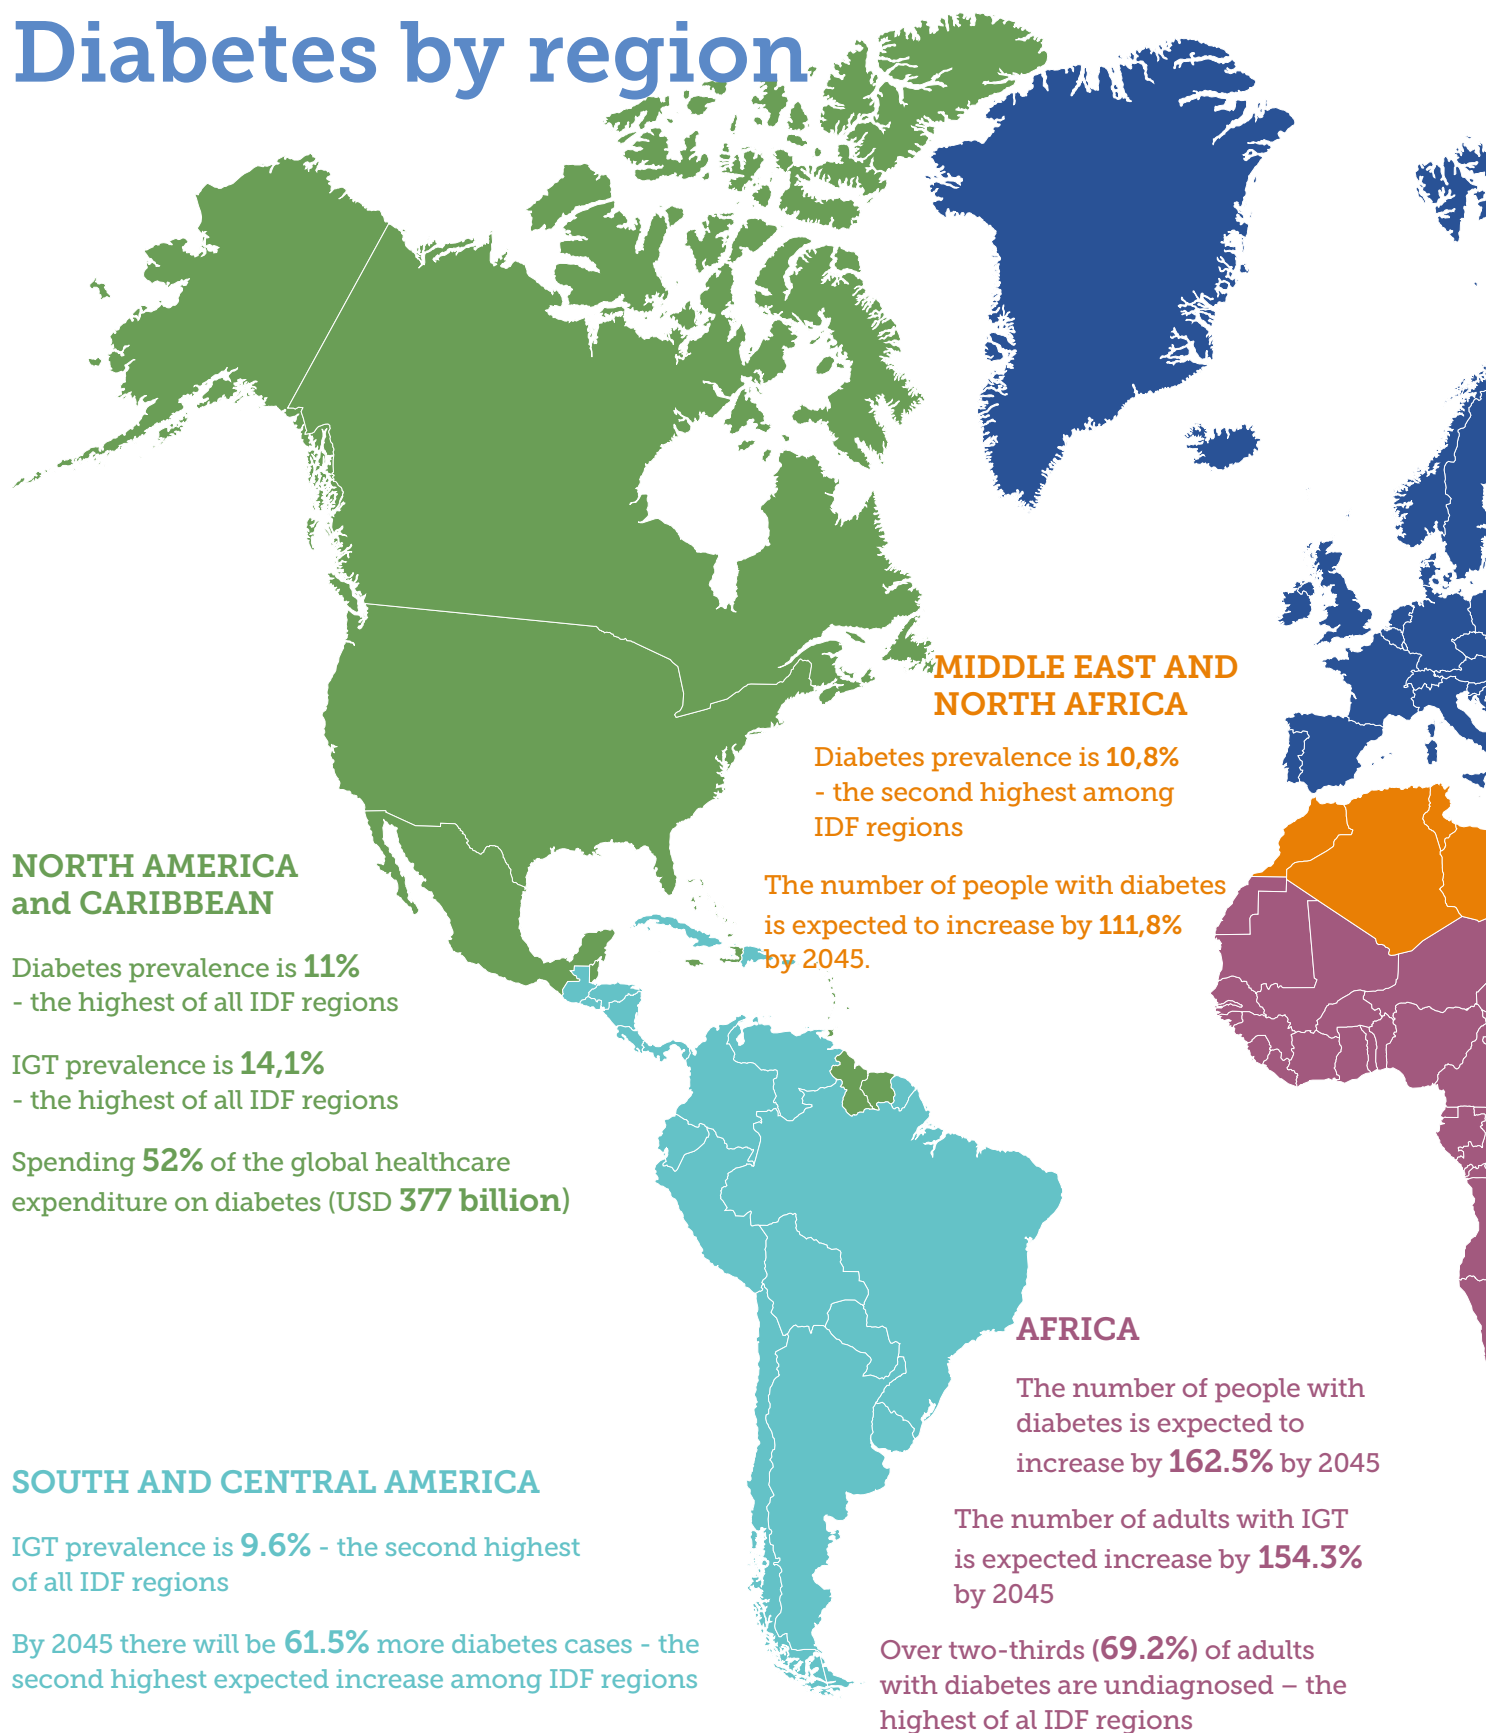 Diabetes by region
MIDDLE EAST AND
NORTH AFRICA
Diabetes prevalence is 10,8%
- the second highest among
IDF regions
The number of people with diabetes
is expected to increase by 111,8%
by 2045.
NORTH AMERICA
and CARIBBEAN
Diabetes prevalence is 11%
- the highest of all IDF regions
IGT prevalence is 14,1%
- the highest of all IDF regions
Spending 52% of the global healthcare
expenditure on diabetes (USD 377 billion)
AFRICA
The number of people with
diabetes is expected to
increase by 162.5% by 2045
The number of adults with IGT
is expected increase by 154.3%
by 2045
Over two-thirds (69.2%) of adults
with diabetes are undiagnosed – the
highest of al IDF regions
SOUTH AND CENTRAL AMERICA
IGT prevalence is 9.6% - the second highest
of all IDF regions
By 2045 there will be 61.5% more diabetes cases - the
second highest expected increase among IDF regions